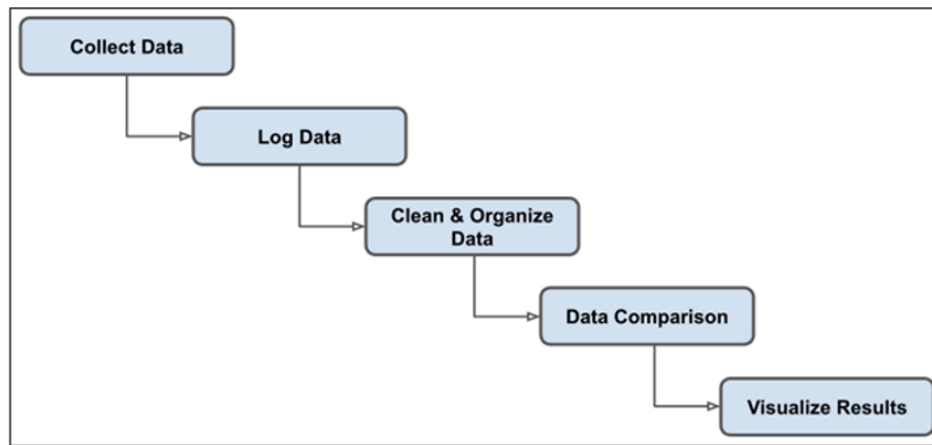 Collect Data
Log Data
Clean & Organize
Data
Data Comparison
Visualize Results